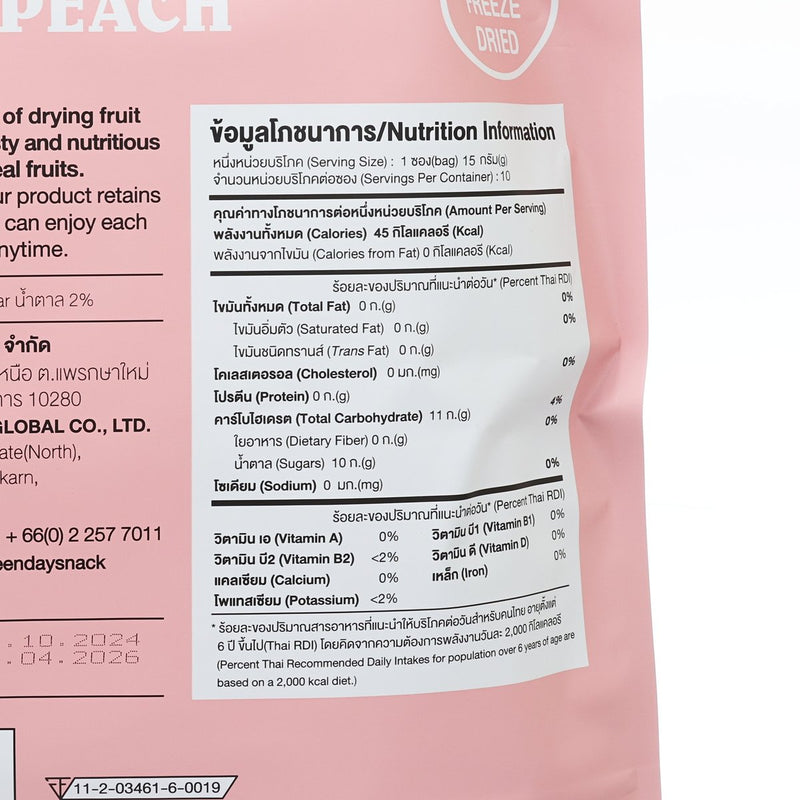 PEACH
FREEZE
DRIED
of drying fruit
ty and nutritious
eal fruits.
ur product retains
can enjoy each
nytime.
ar น้ำตาล 2%
จำกัด
หนือ ต.แพรกษาใหม่
การ 10280
GLOBAL CO., LTD.
ate(North),
karn,
+ 66(0) 2 257 7011
eendaysnack
.10.2024
.04.2026
11-2-03461-6-0019
ข้อมูลโภชนาการ/Nutrition Information
หนึ่งหน่วยบริโภค (Serving Size) : 1 ซอง(bag) 15 กรัม(g)
จำนวนหน่วยบริโภคต่อซอง (Servings Per Container) :10
คุณค่าทางโภชนาการต่อหนึ่งหน่วยบริโภค (Amount Per Serving)
พลังงานทั้งหมด (Calories) 45 กิโลแคลอรี (Kcal)
พลังงานจากไขมัน (Calories from Fat) 0 กิโลแคลอรี (Kcal)
ร้อยละของปริมาณที่แนะนำต่อวัน* (Percent Thai RDI)
ไขมันทั้งหมด (Total Fat) 0 ก.(g) 0%
ไขมันอิ่มตัว (Saturated Fat) 0 ก.(g) 0%
ไขมันชนิดทรานส์ (Trans Fat) 0 ก.(g)
โคเลสเตอรอล (Cholesterol) 0 มก.(mg) 0%
โปรตีน (Protein) 0 ก.(g)
คาร์โบไฮเดรต (Total Carbohydrate) 11 ก.(g) 4%
ใยอาหาร (Dietary Fiber) 0 ก.(g) 0%
น้ำตาล (Sugars) 10 ก.(g)
โซเดียม (Sodium) 0 มก.(mg) 0%
ร้อยละของปริมาณที่แนะนำต่อวัน* (Percent Thai RDI)
วิตามิน เอ (Vitamin A) 0% วิตามิน บี1 (Vitamin B1) 0%
วิตามิน บี2 (Vitamin B2) <2% วิตามิน ดี (Vitamin D) 0%
แคลเซียม (Calcium) 0% เหล็ก (Iron) 0%
โพแทสเซียม (Potassium) <2%
* ร้อยละของปริมาณสารอาหารที่แนะนำให้บริโภคต่อวันสำหรับคนไทย อายุตั้งแต่
6 ปี ขึ้นไป(Thai RDI) โดยคิดจากความต้องการพลังงานวันละ 2,000 กิโลแคลอรี
(Percent Thai Recommended Daily Intakes for population over 6 years of age are
based on a 2,000 kcal diet.)